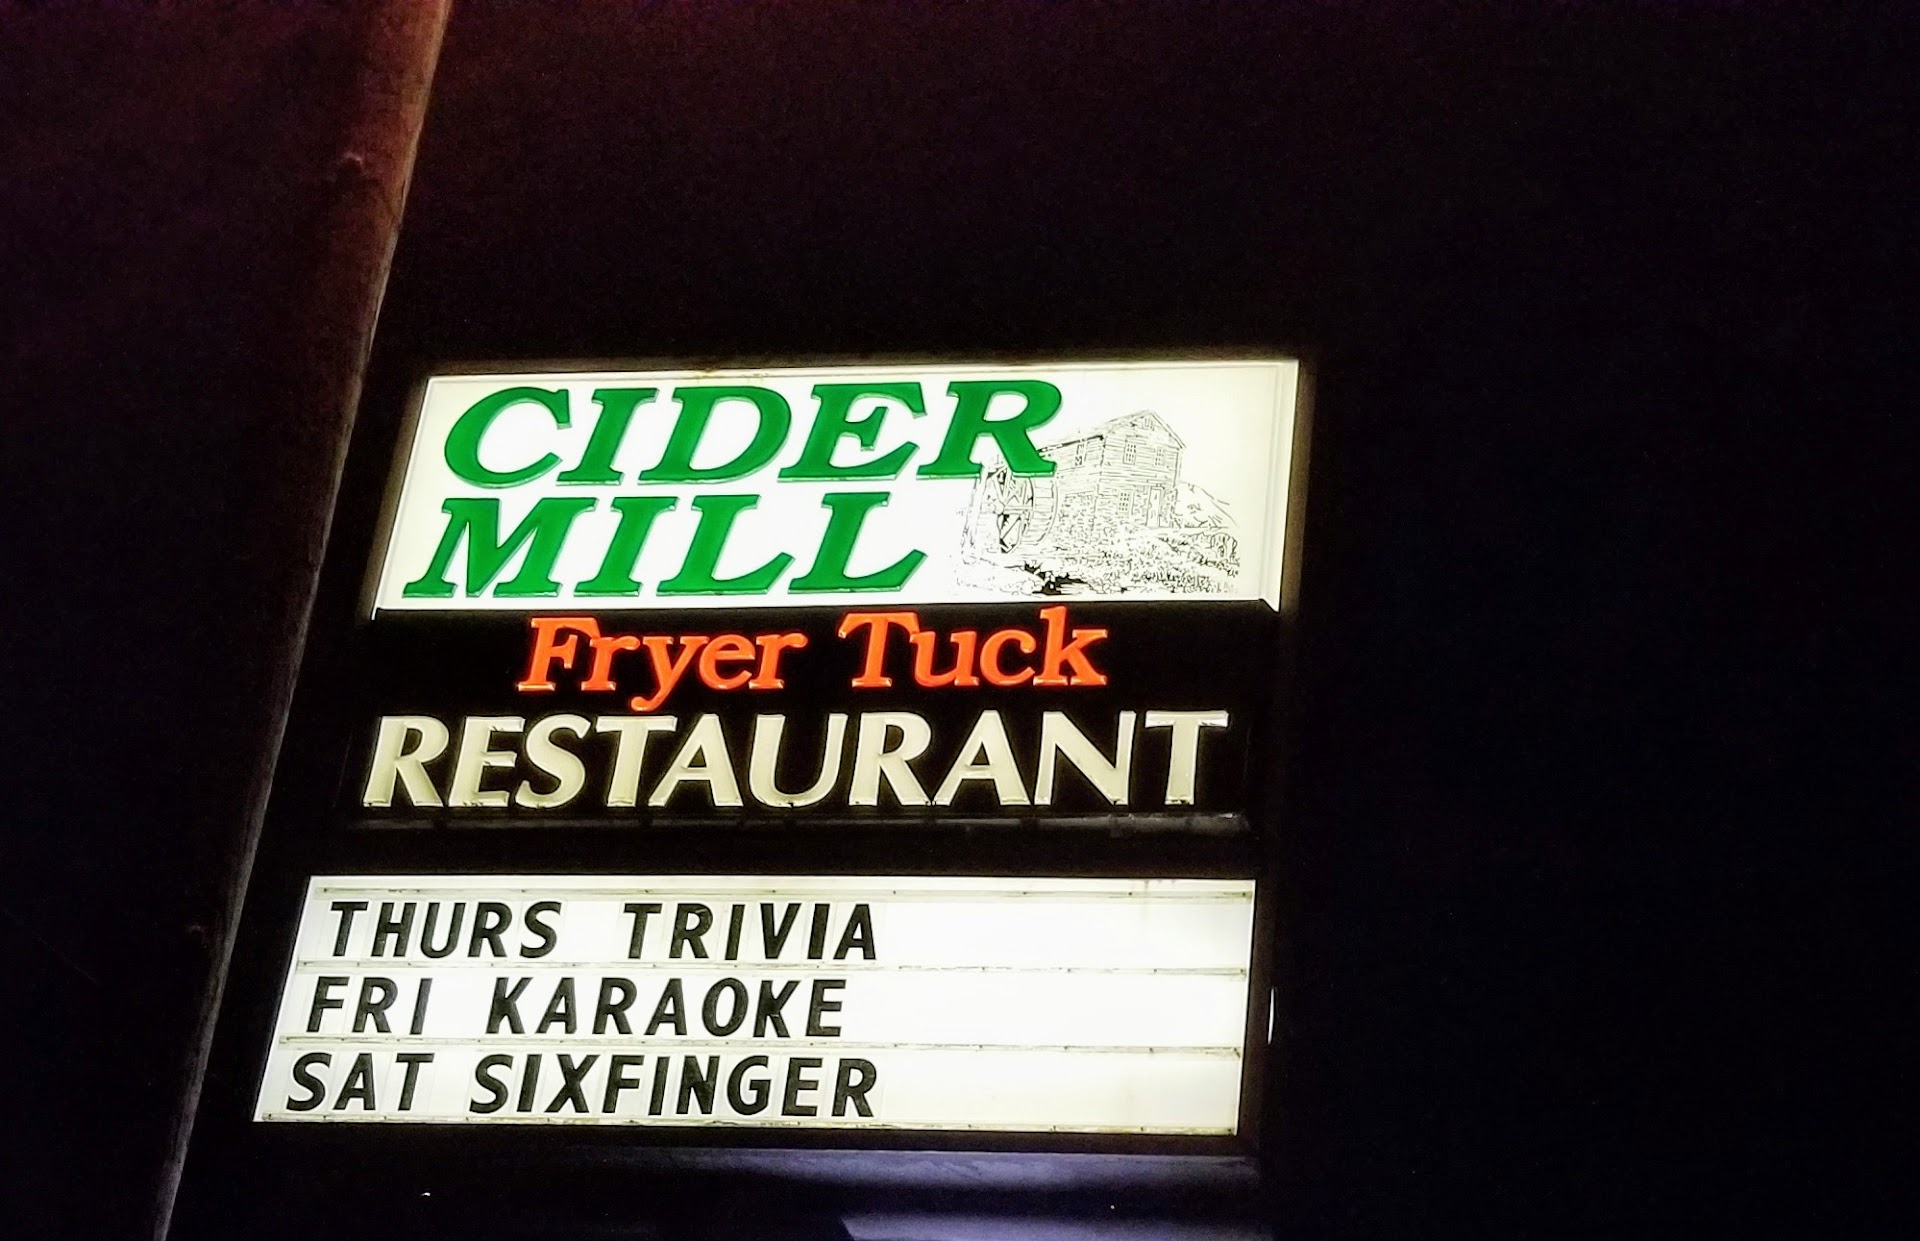 CIDER
MILL
Fryer Tuck
RESTAURANT
THURS TRIVIA
FRI KARAOKE
SAT SIXFINGER